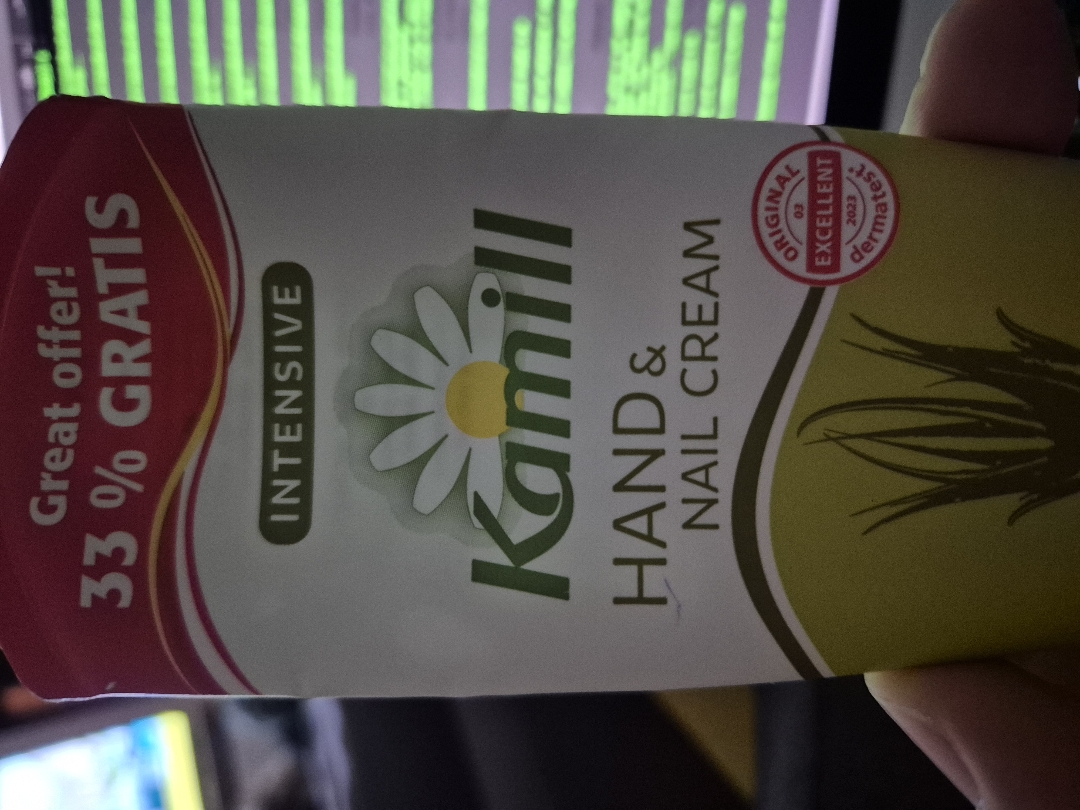 Great offer!
33 % GRATIS
INTENSIVE
Kamill
HAND &
NAIL CREAM
ORIGINAL
03
EXCELLENT
2023
dermatest*